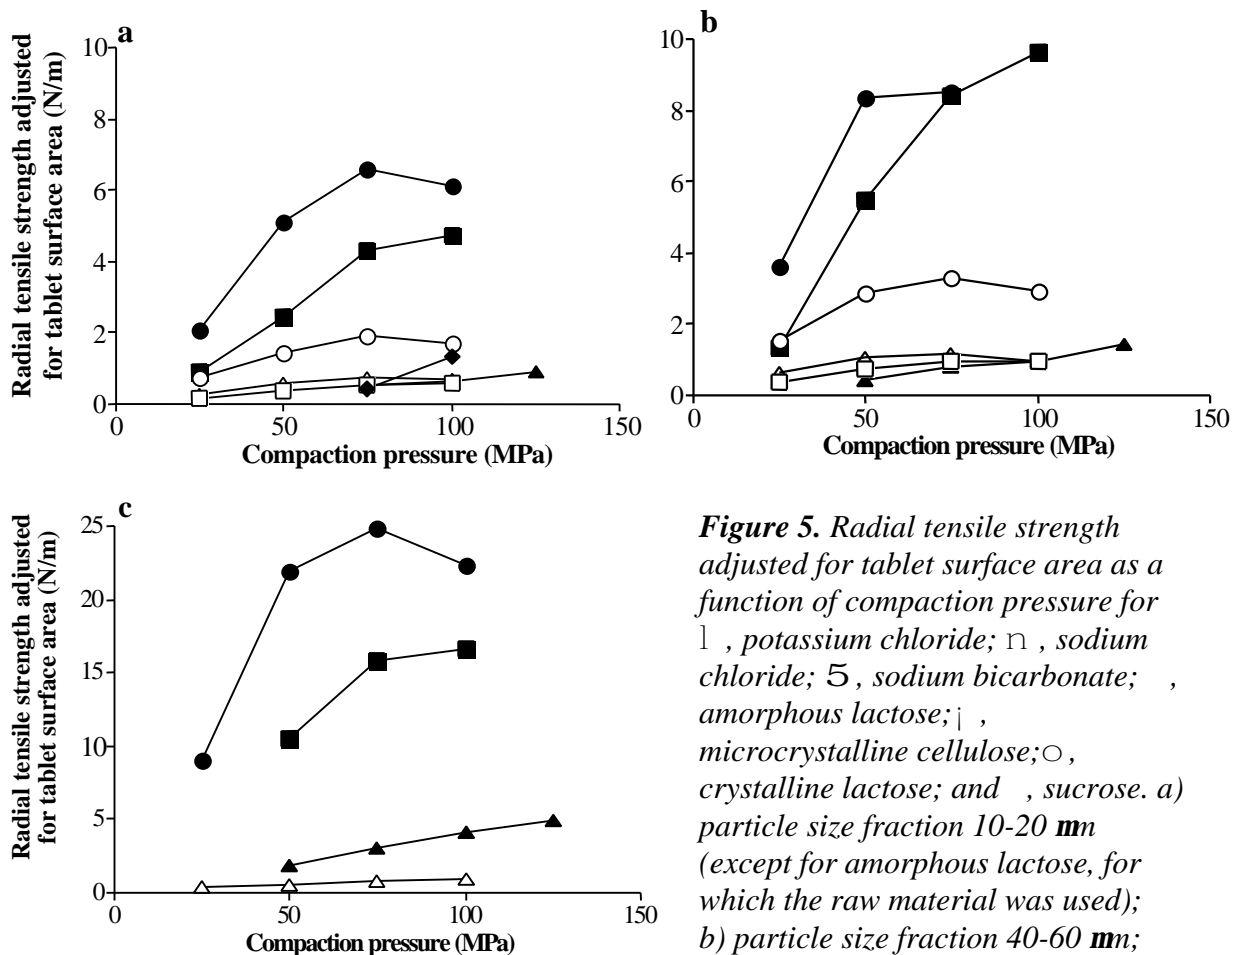 a
Radial tensile strength adjusted
for tablet surface area (N/m)
10
8
6
4
2
0
0
50
100
150
Compaction pressure (MPa)
b
10
8
6
4
2
0
0
50
100
150
Compaction pressure (MPa)
c
Radial tensile strength adjusted
for tablet surface area (N/m)
25
20
15
10
5
0
0
50
100
150
Compaction pressure (MPa)
Figure 5. Radial tensile strength
adjusted for tablet surface area as a
function of compaction pressure for
l , potassium chloride; n , sodium
chloride; 5, sodium bicarbonate; ,
amorphous lactose; ¡ ,
microcrystalline cellulose; o,
crystalline lactose; and , sucrose. a)
particle size fraction 10-20 mm
(except for amorphous lactose, for
which the raw material was used);
b) particle size fraction 40-60 mm;